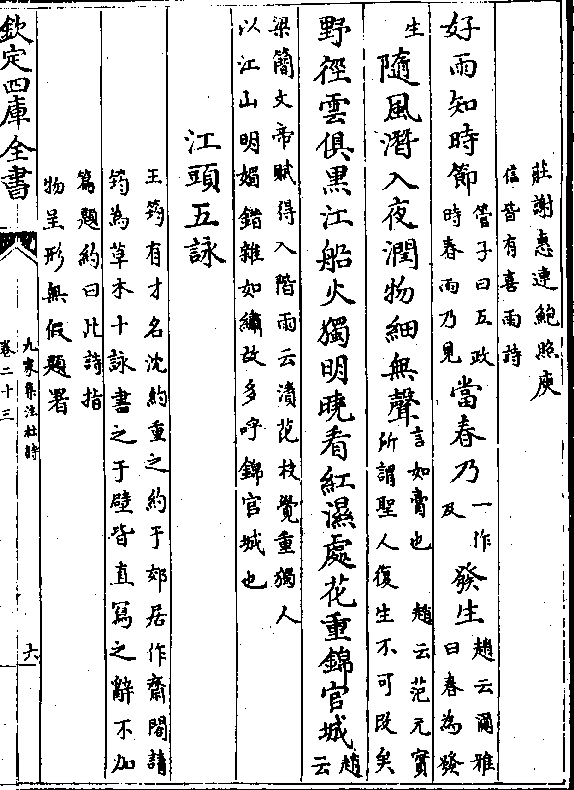 莊謝惠連鮑照庾
信皆有喜雨詩
好雨知時節
管子曰五政
時春雨乃見
當春乃
一作
及
發生
趙云爾雅
曰春為發
生
隨風潛入夜潤物細無聲
言如膏也 趙云范元實
所謂聖人復生不可改矣
野徑雲俱黑江船火獨明曉看紅濕處花重錦官城
趙
云
梁簡文帝賦得入階雨云漬花枝覺重獨人
以江山明媚錯雜如繡故多呼錦官城也
江頭五詠
王筠有才名沈約重之約于郊居作齋閣請
筠為草木十詠書之于壁皆直寫之辭不加
篇題約曰此詩指
物呈形無假題署
欽定四庫全書
九家集注杜詩
卷二十三
六